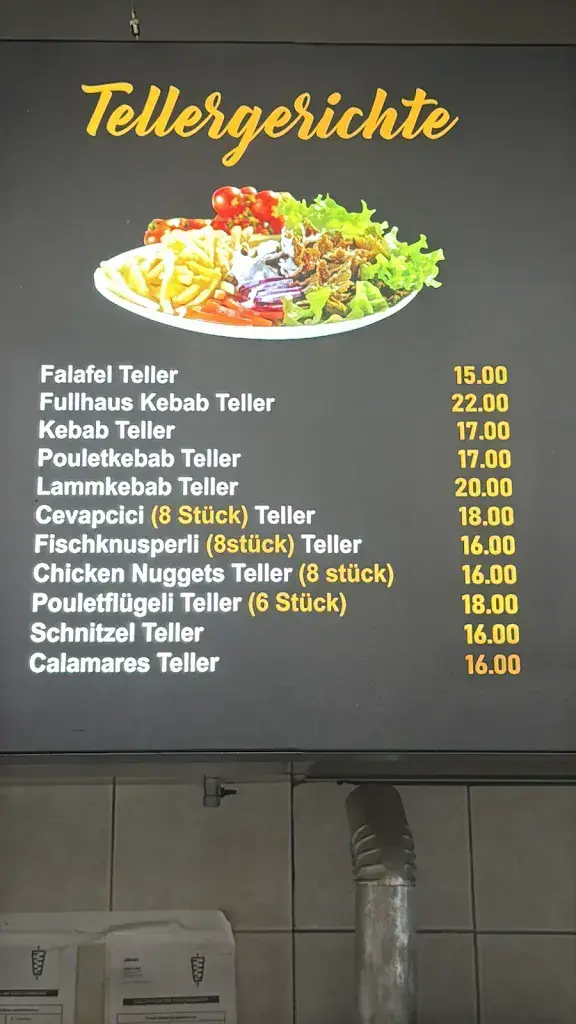 Tellergerichte
Falafel Teller 15.00
Fullhaus Kebab Teller 22.00
Kebab Teller 17.00
Pouletkebab Teller 17.00
Lammkebab Teller 20.00
Cevapcici (8 Stück) Teller 18.00
Fischknusperli (8stück) Teller 16.00
Chicken Nuggets Teller (8 stück) 16.00
Pouletflügeli Teller (6 Stück) 18.00
Schnitzel Teller 16.00
Calamares Teller 16.00